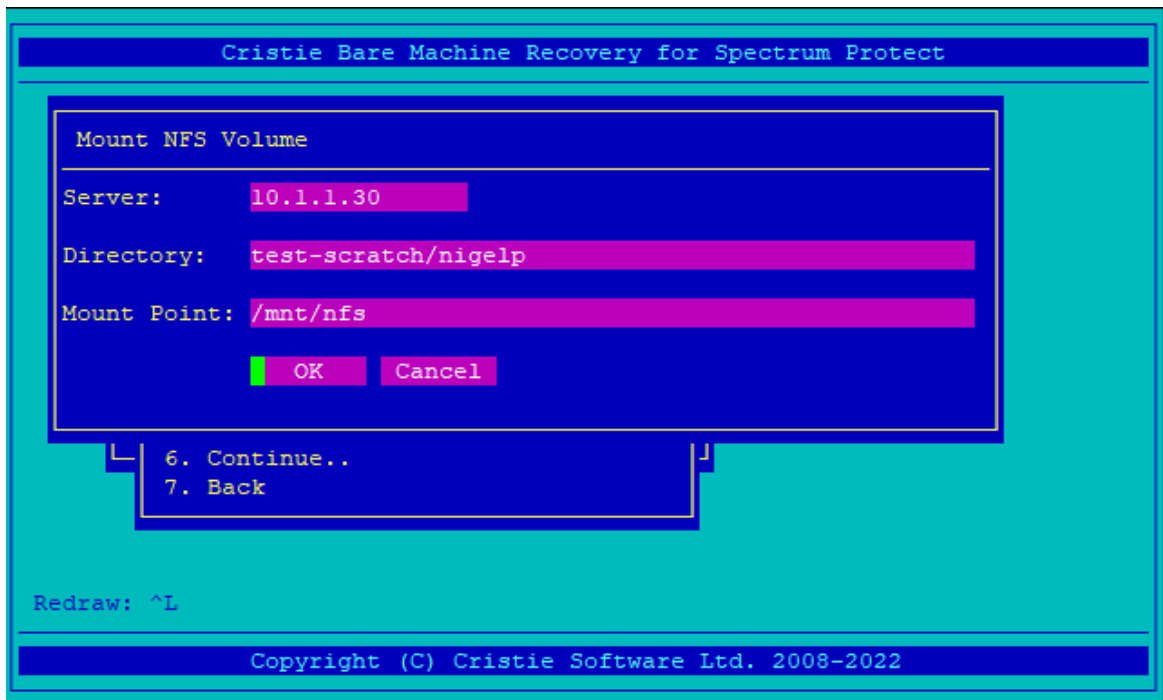 Cristie Bare Machine Recovery for Spectrum Protect
Mount NFS Volume
Server: 10.1.1.30
Directory: test-scratch/nigelp
Mount Point: /mnt/nfs
OK Cancel
6. Continue..
7. Back
Redraw: ^L
Copyright (C) Cristie Software Ltd. 2008-2022